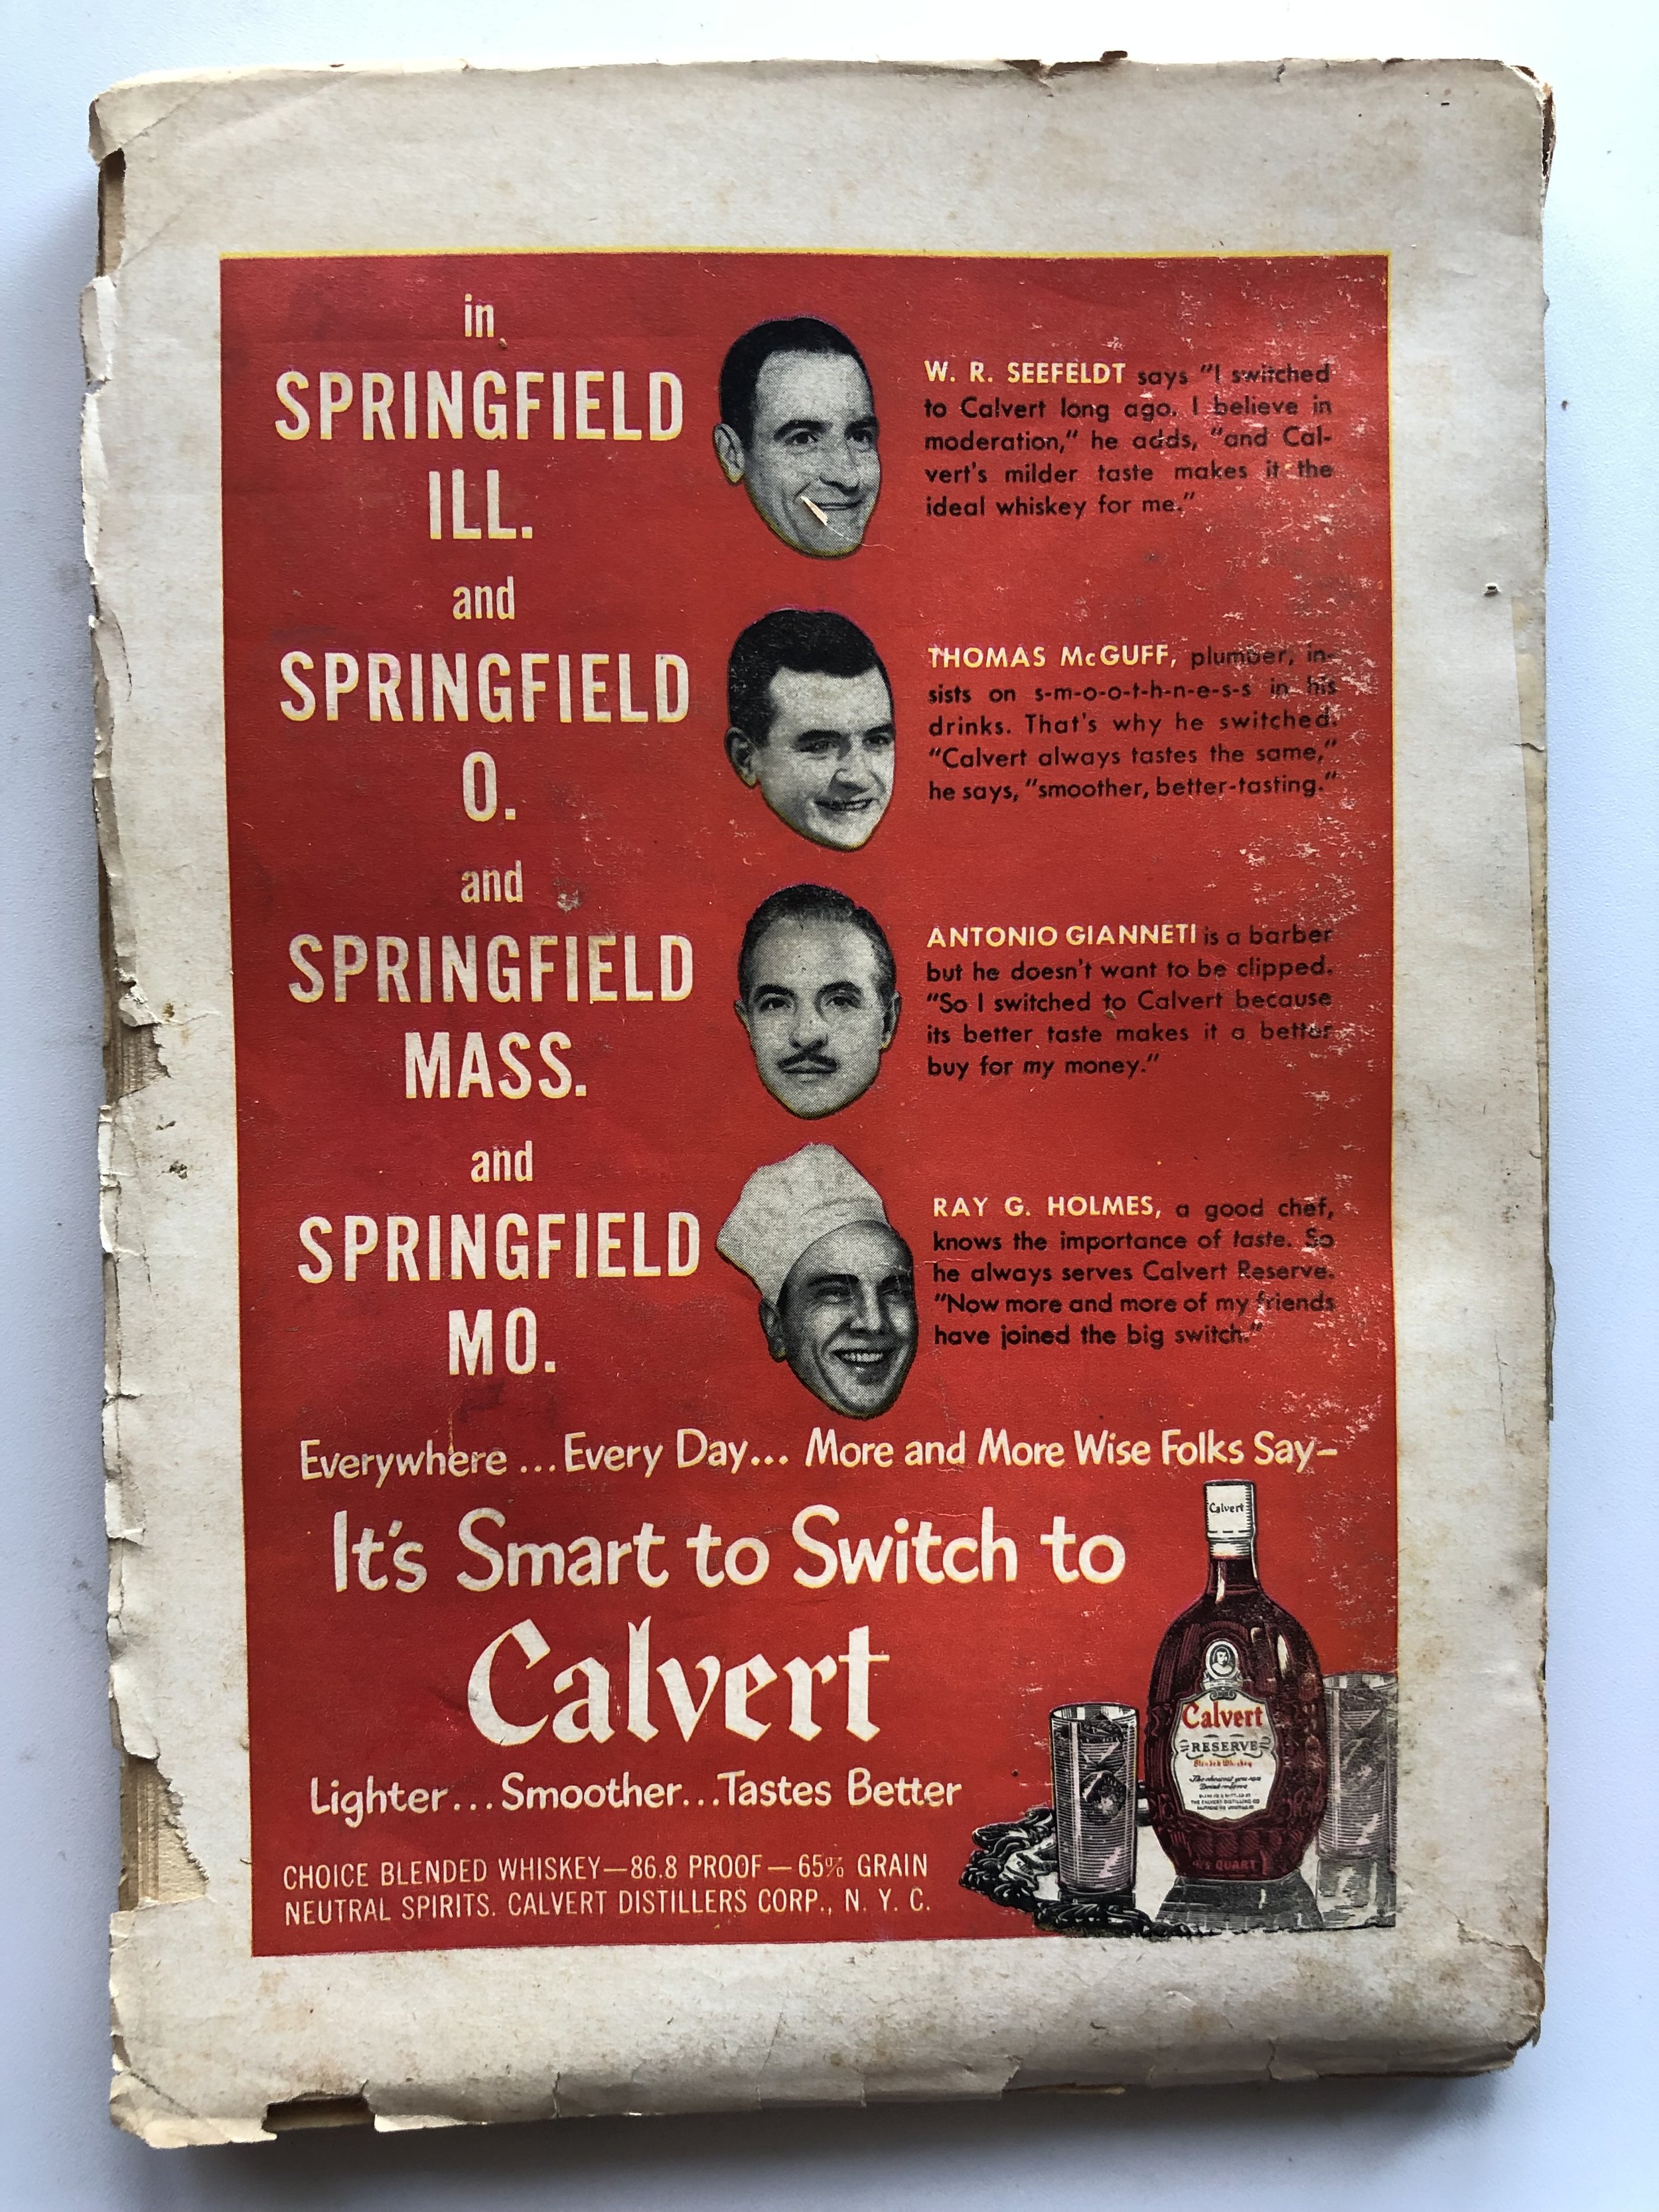 in
SPRINGFIELD
ILL.
and
SPRINGFIELD
O.
and
SPRINGFIELD
MASS.
and
SPRINGFIELD
MO.
W. R. SEEFELDT says "I switched
to Calvert long ago. I believe in
moderation," he adds, "and Cal-
vert's milder taste makes it the
ideal whiskey for me."
THOMAS McGUFF, plumber, in-
sists on s-m-o-o-t-h-n-e-s-s in his
drinks. That's why he switched.
"Calvert always tastes the same,"
he says, "smoother, better-tasting."
ANTONIO GIANNETI is a barber
but he doesn't want to be clipped.
"So I switched to Calvert because
its better taste makes it a better
buy for my money."
RAY G. HOLMES, a good chef,
knows the importance of taste. So
he always serves Calvert Reserve.
"Now more and more of my friends
have joined the big switch."
Everywhere ... Every Day... More and More Wise Folks Say–
It's Smart to Switch to
Calvert
Lighter... Smoother...Tastes Better
CHOICE BLENDED WHISKEY—86.8 PROOF—65% GRAIN
NEUTRAL SPIRITS. CALVERT DISTILLERS CORP., N. Y. C.
Calvert
Calvert
RESERVE
Blended Whiskey
4/5 QUART